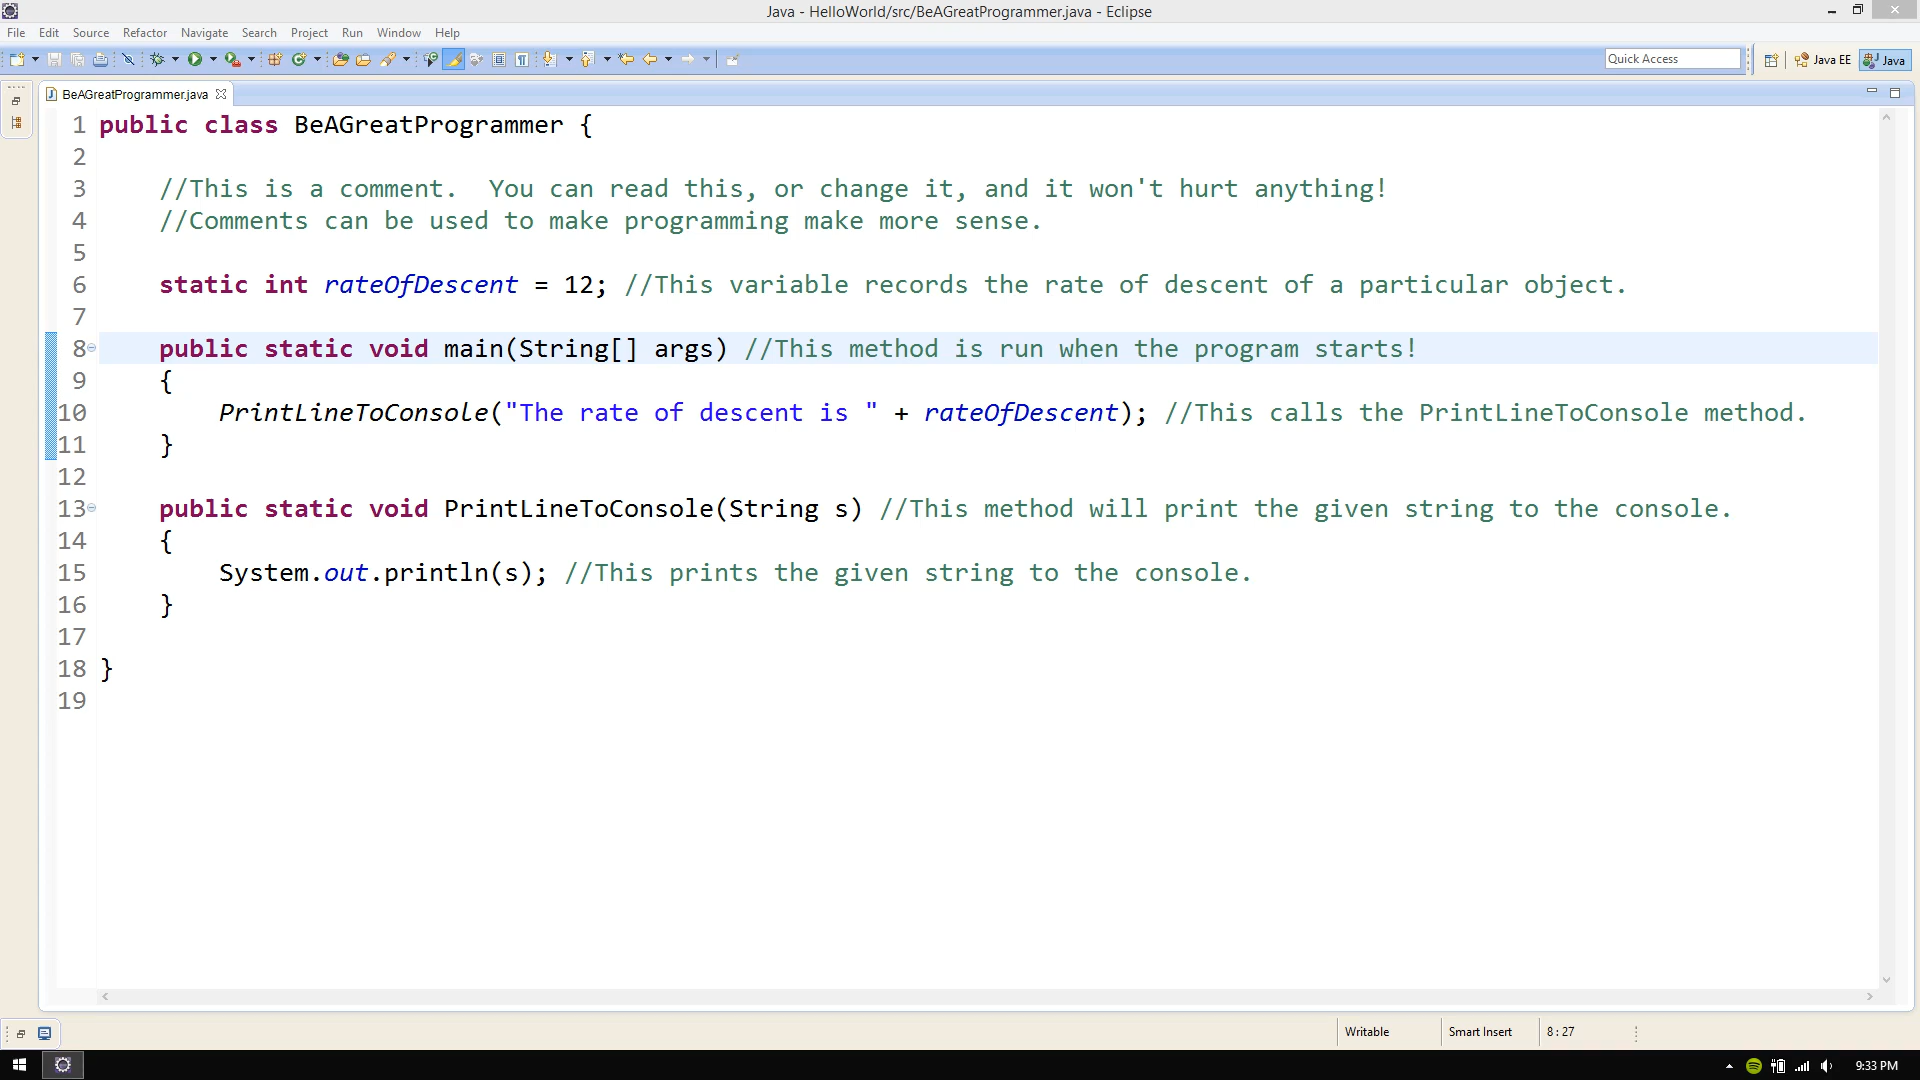 Java - HelloWorld/src/BeAGreatProgrammer.java - Eclipse
File Edit Source Refactor Navigate Search Project Run Window Help
Quick Access
Java EE
Java
BeAGreatProgrammer.java
1 public class BeAGreatProgrammer {
2
3 //This is a comment.  You can read this, or change it, and it won't hurt anything!
4 //Comments can be used to make programming make more sense.
5
6 static int rateOfDescent = 12; //This variable records the rate of descent of a particular object.
7
8 public static void main(String[] args) //This method is run when the program starts!
9 {
10 PrintLineToConsole("The rate of descent is " + rateOfDescent); //This calls the PrintLineToConsole method.
11 }
12
13 public static void PrintLineToConsole(String s) //This method will print the given string to the console.
14 {
15 System.out.println(s); //This prints the given string to the console.
16 }
17
18 }
19
Writable Smart Insert 8 : 27
9:33 PM